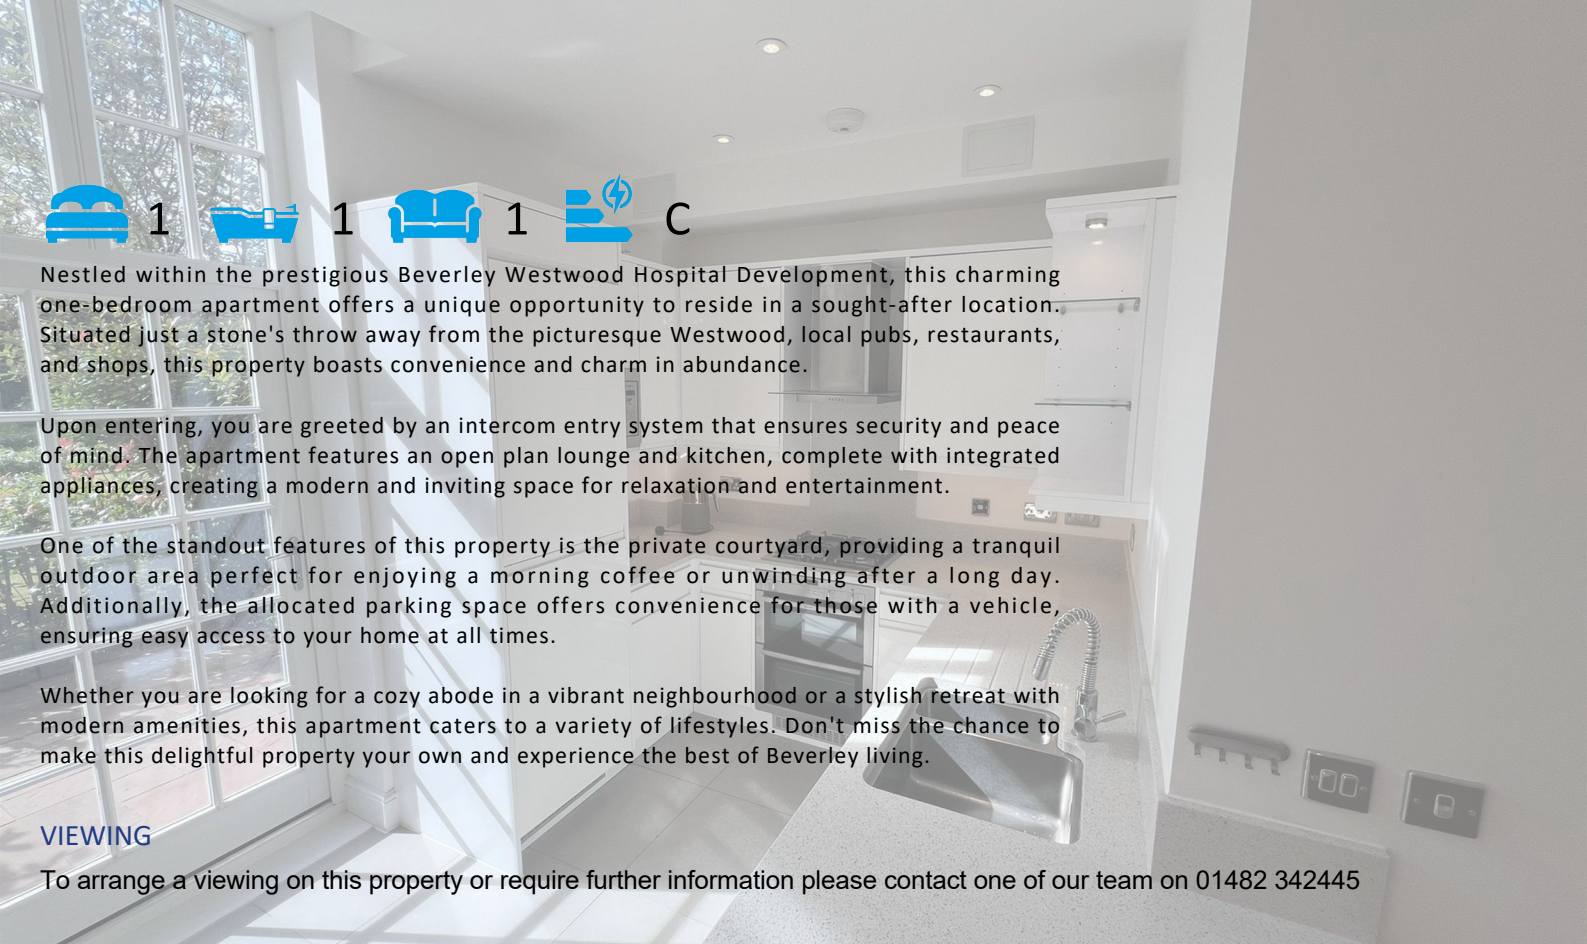 1 1 1 C
Nestled within the prestigious Beverley Westwood Hospital Development, this charming
one-bedroom apartment offers a unique opportunity to reside in a sought-after location.
Situated just a stone's throw away from the picturesque Westwood, local pubs, restaurants,
and shops, this property boasts convenience and charm in abundance.
Upon entering, you are greeted by an intercom entry system that ensures security and peace
of mind. The apartment features an open plan lounge and kitchen, complete with integrated
appliances, creating a modern and inviting space for relaxation and entertainment.
One of the standout features of this property is the private courtyard, providing a tranquil
outdoor area perfect for enjoying a morning coffee or unwinding after a long day.
Additionally, the allocated parking space offers convenience for those with a vehicle,
ensuring easy access to your home at all times.
Whether you are looking for a cozy abode in a vibrant neighbourhood or a stylish retreat with
modern amenities, this apartment caters to a variety of lifestyles. Don't miss the chance to
make this delightful property your own and experience the best of Beverley living.
VIEWING
To arrange a viewing on this property or require further information please contact one of our team on 01482 342445